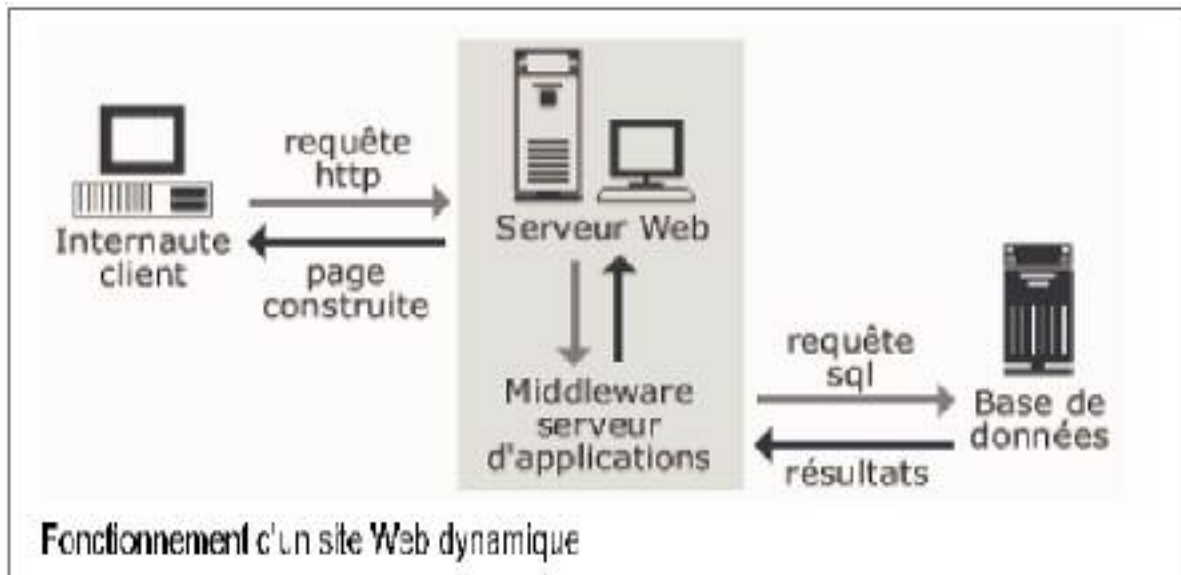 requête
http
Internaute
client
page
construite
Serveur Web
Middleware
serveur
d'applications
requête
sql
Base de
données
résultats
Fonctionnement d'un site Web dynamique